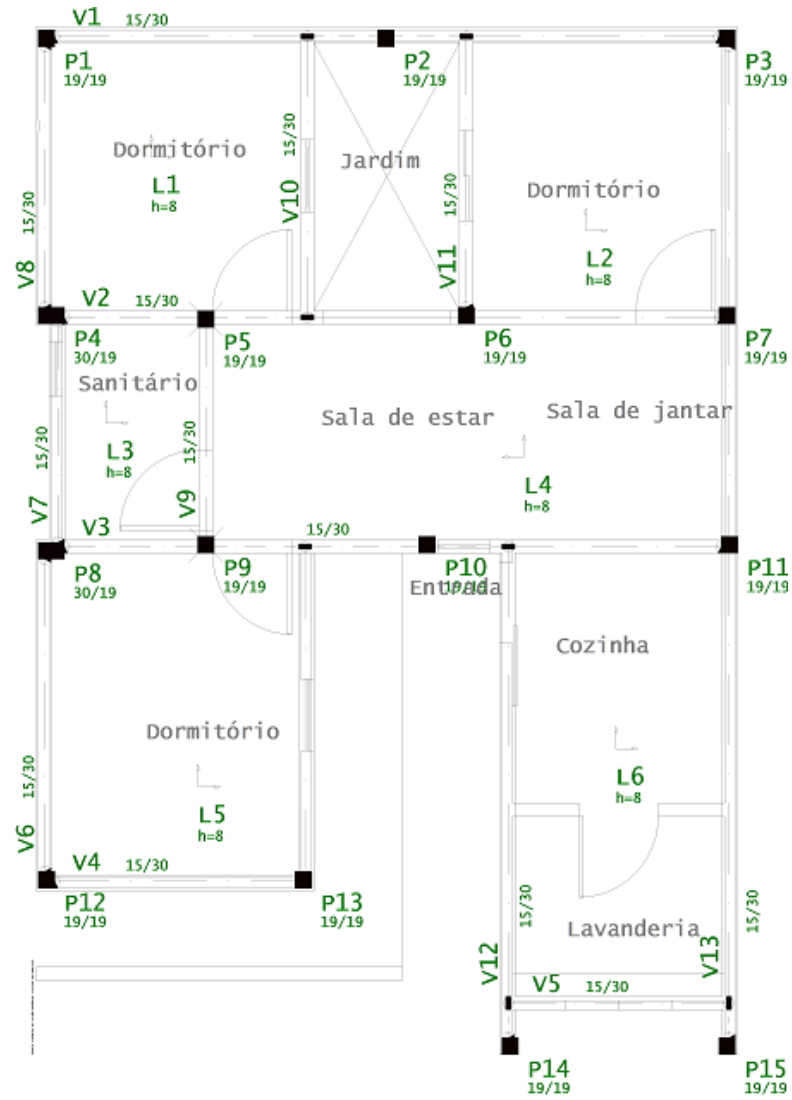 V1 15/30
P1
19/19
P2
19/19
P3
19/19
Dormitório
L1
h=8
15/30
V10
Jardim
15/30
V11
Dormitório
L2
h=8
15/30
V8
V2 15/30
P4
30/19
P5
19/19
P6
19/19
P7
19/19
Sanitário
L3
h=8
15/30
V7
15/30
V9
Sala de estar
Sala de jantar
L4
h=8
V3
15/30
P8
30/19
P9
19/19
P10
19/19
P11
19/19
Entrada
Cozinha
Dormitório
L5
h=8
L6
h=8
15/30
V6
V4 15/30
P12
19/19
P13
19/19
15/30
V12
Lavanderia
15/30
V13
V5 15/30
P14
19/19
P15
19/19